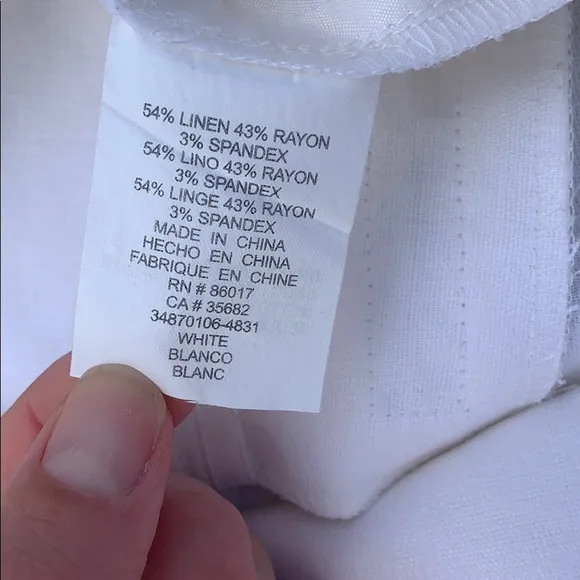 54% LINEN 43% RAYON
3% SPANDEX
54% LINO 43% RAYON
3% SPANDEX
54% LINGE 43% RAYON
3% SPANDEX
MADE IN CHINA
HECHO EN CHINA
FABRIQUE EN CHINE
RN # 86017
CA # 35682
34870106-4831
WHITE
BLANCO
BLANC